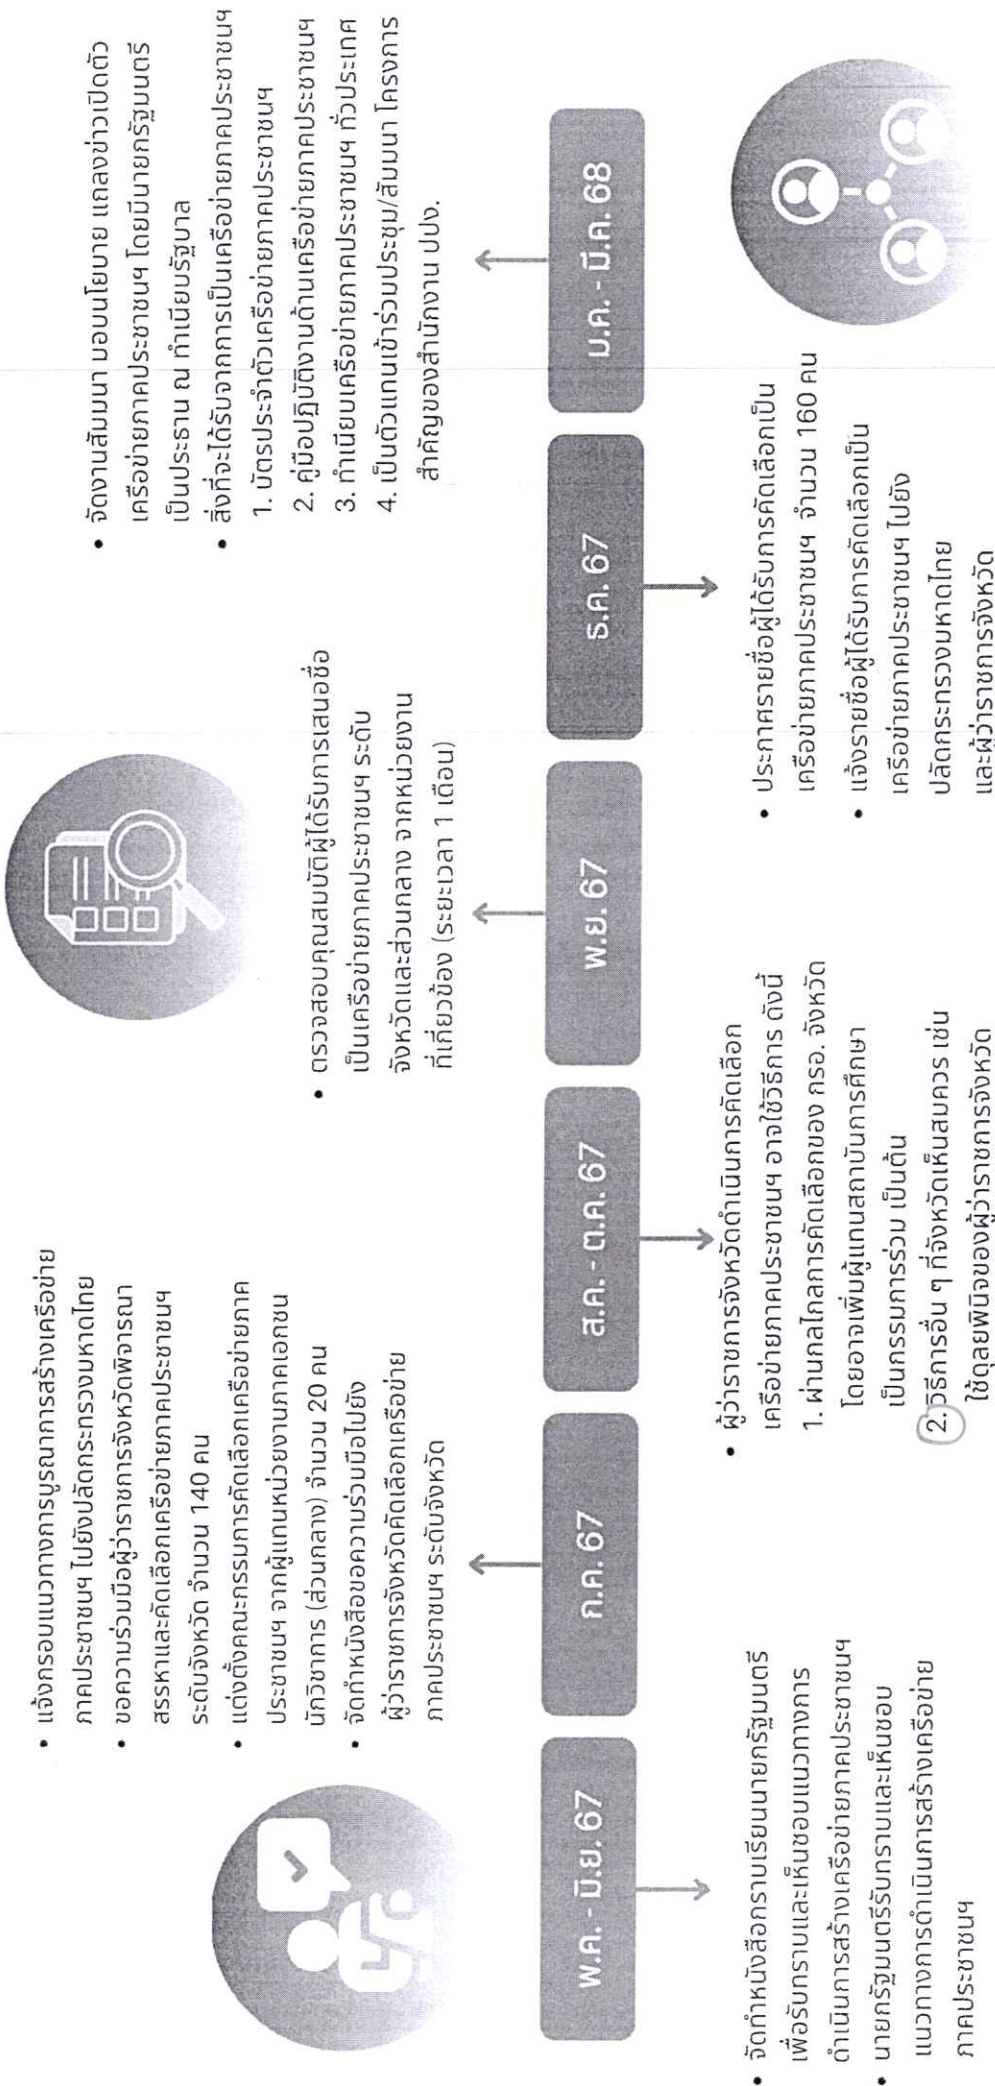 พ.ค. - มิ.ย. 67
• จัดทำหนังสือกราบเรียนนายกรัฐมนตรี
เพื่อรับทราบและเห็นชอบแนวทางการ
ดำเนินการสร้างเครือข่ายภาคประชาชนฯ
• นายกรัฐมนตรีรับทราบและเห็นชอบ
แนวทางการดำเนินการสร้างเครือข่าย
ภาคประชาชนฯ
ก.ค. 67
• แจ้งกรอบแนวทางการบูรณาการสร้างเครือข่าย
ภาคประชาชนฯ ไปยังปลัดกระทรวงมหาดไทย
• ขอความร่วมมือผู้ว่าราชการจังหวัดพิจารณา
สรรหาและคัดเลือกเครือข่ายภาคประชาชนฯ
ระดับจังหวัด จำนวน 140 คน
• แต่งตั้งคณะกรรมการคัดเลือกเครือข่ายภาค
ประชาชนฯ จากผู้แทนหน่วยงานภาคเอกชน
นักวิชาการ (ส่วนกลาง) จำนวน 20 คน
• จัดทำหนังสือขอความร่วมมือไปยัง
ผู้ว่าราชการจังหวัดคัดเลือกเครือข่าย
ภาคประชาชนฯ ระดับจังหวัด
ส.ค. - ต.ค. 67
• ผู้ว่าราชการจังหวัดดำเนินการคัดเลือก
เครือข่ายภาคประชาชนฯ อาจใช้วิธีการ ดังนี้
1. ผ่านกลไกลการคัดเลือกของ กรอ. จังหวัด
โดยอาจเพิ่มผู้แทนสถาบันการศึกษา
เป็นกรรมการร่วม เป็นต้น
2. วิธีการอื่น ๆ ที่จังหวัดเห็นสมควร เช่น
ใช้ดุลยพินิจของผู้ว่าราชการจังหวัด
พ.ย. 67
• ตรวจสอบคุณสมบัติผู้ได้รับการเสนอชื่อ
เป็นเครือข่ายภาคประชาชนฯ ระดับ
จังหวัดและส่วนกลาง จากหน่วยงาน
ที่เกี่ยวข้อง (ระยะเวลา 1 เดือน)
ธ.ค. 67
• ประกาศรายชื่อผู้ได้รับการคัดเลือกเป็น
เครือข่ายภาคประชาชนฯ จำนวน 160 คน
• แจ้งรายชื่อผู้ได้รับการคัดเลือกเป็น
เครือข่ายภาคประชาชนฯ ไปยัง
ปลัดกระทรวงมหาดไทย
และผู้ว่าราชการจังหวัด
ม.ค. - มี.ค. 68
• จัดงานสัมมนา มอบนโยบาย แถลงข่าวเปิดตัว
เครือข่ายภาคประชาชนฯ โดยมีนายกรัฐมนตรี
เป็นประธาน ณ ทำเนียบรัฐบาล
• สิ่งที่จะได้รับจากการเป็นเครือข่ายภาคประชาชนฯ
1. บัตรประจำตัวเครือข่ายภาคประชาชนฯ
2. คู่มือปฏิบัติงานด้านเครือข่ายภาคประชาชนฯ
3. ทำเนียบเครือข่ายภาคประชาชนฯ ทั่วประเทศ
4. เป็นตัวแทนเข้าร่วมประชุม/สัมมนา โครงการ
สำคัญของสำนักงาน ปปง.